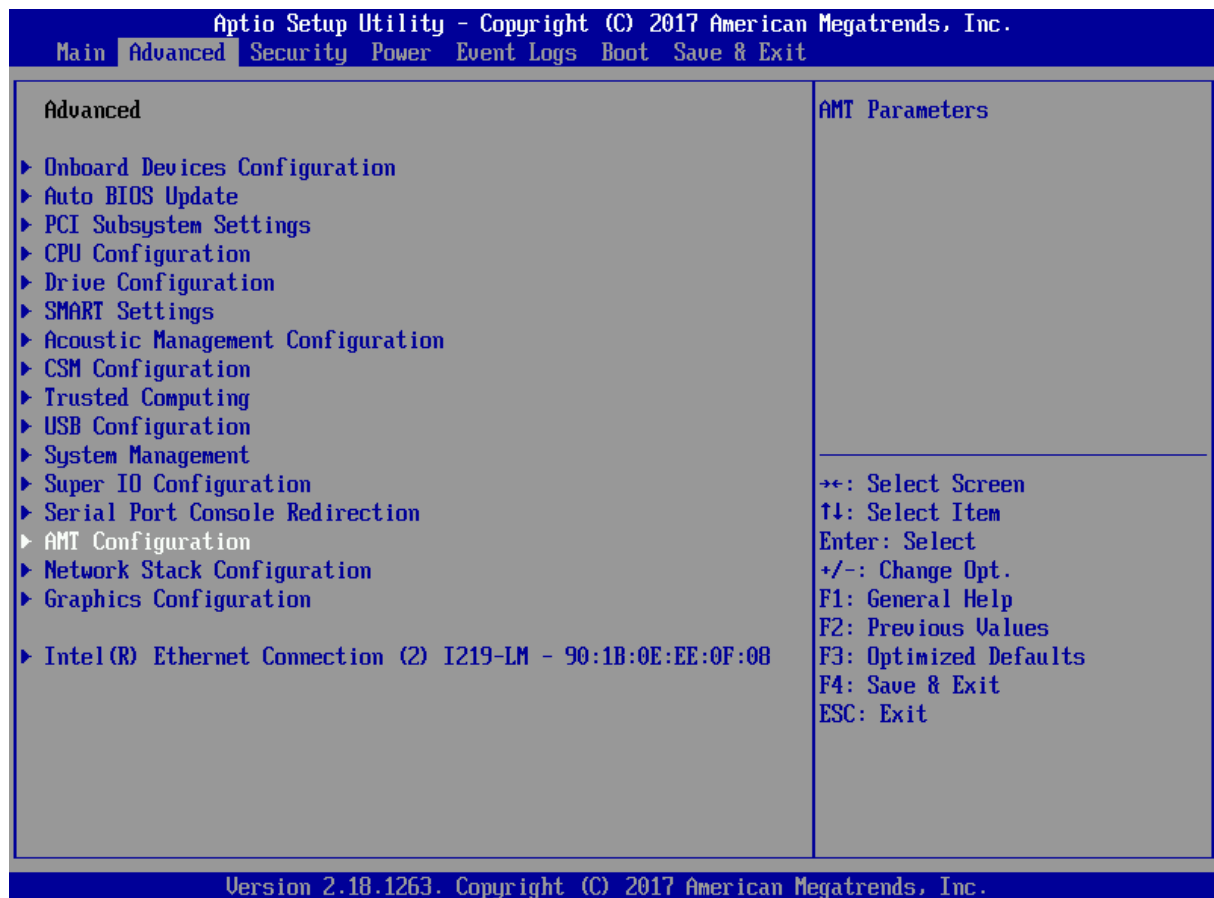 Aptio Setup Utility - Copyright (C) 2017 American Megatrends, Inc.
Main Advanced Security Power Event Logs Boot Save & Exit
Advanced
► Onboard Devices Configuration
► Auto BIOS Update
► PCI Subsystem Settings
► CPU Configuration
► Drive Configuration
► SMART Settings
► Acoustic Management Configuration
► CSM Configuration
► Trusted Computing
► USB Configuration
► System Management
► Super IO Configuration
► Serial Port Console Redirection
► AMT Configuration
► Network Stack Configuration
► Graphics Configuration
► Intel(R) Ethernet Connection (2) I219-LM - 90:1B:0E:EE:0F:08
AMT Parameters
→←: Select Screen
↑↓: Select Item
Enter: Select
+/-: Change Opt.
F1: General Help
F2: Previous Values
F3: Optimized Defaults
F4: Save & Exit
ESC: Exit
Version 2.18.1263. Copyright (C) 2017 American Megatrends, Inc.